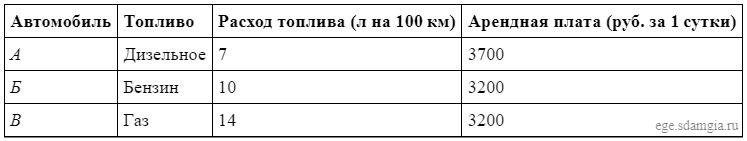 Автомобиль Топливо Расход топлива (л на 100 км) Арендная плата (руб. за 1 сутки)
А Дизельное 7 3700
Б Бензин 10 3200
В Газ 14 3200
ege.sdamgia.ru